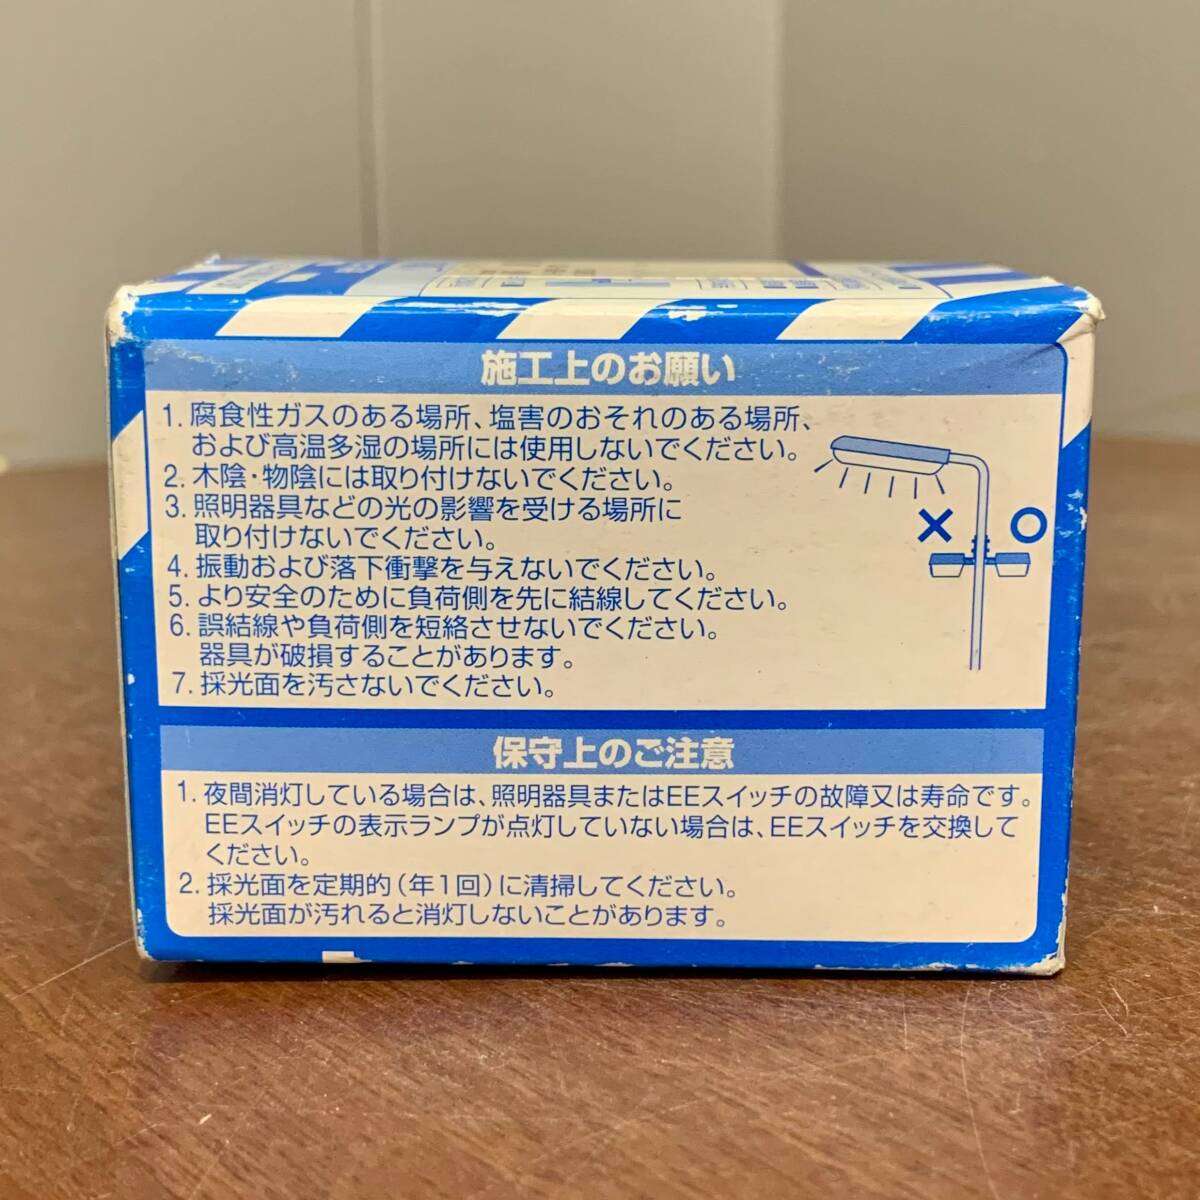 施工上のお願い
1. 腐食性ガスのある場所、塩害のおそれのある場所、
および高温多湿の場所には使用しないでください。
2. 木陰・物陰には取り付けないでください。
3. 照明器具などの光の影響を受ける場所に
取り付けないでください。
4. 振動および落下衝撃を与えないでください。
5. より安全のために負荷側を先に結線してください。
6. 誤結線や負荷側を短絡させないでください。
器具が破損することがあります。
7. 採光面を汚さないでください。
保守上のご注意
1. 夜間消灯している場合は、照明器具またはEEスイッチの故障又は寿命です。
EEスイッチの表示ランプが点灯していない場合は、EEスイッチを交換して
ください。
2. 採光面を定期的(年1回)に清掃してください。
採光面が汚れると消灯しないことがあります。